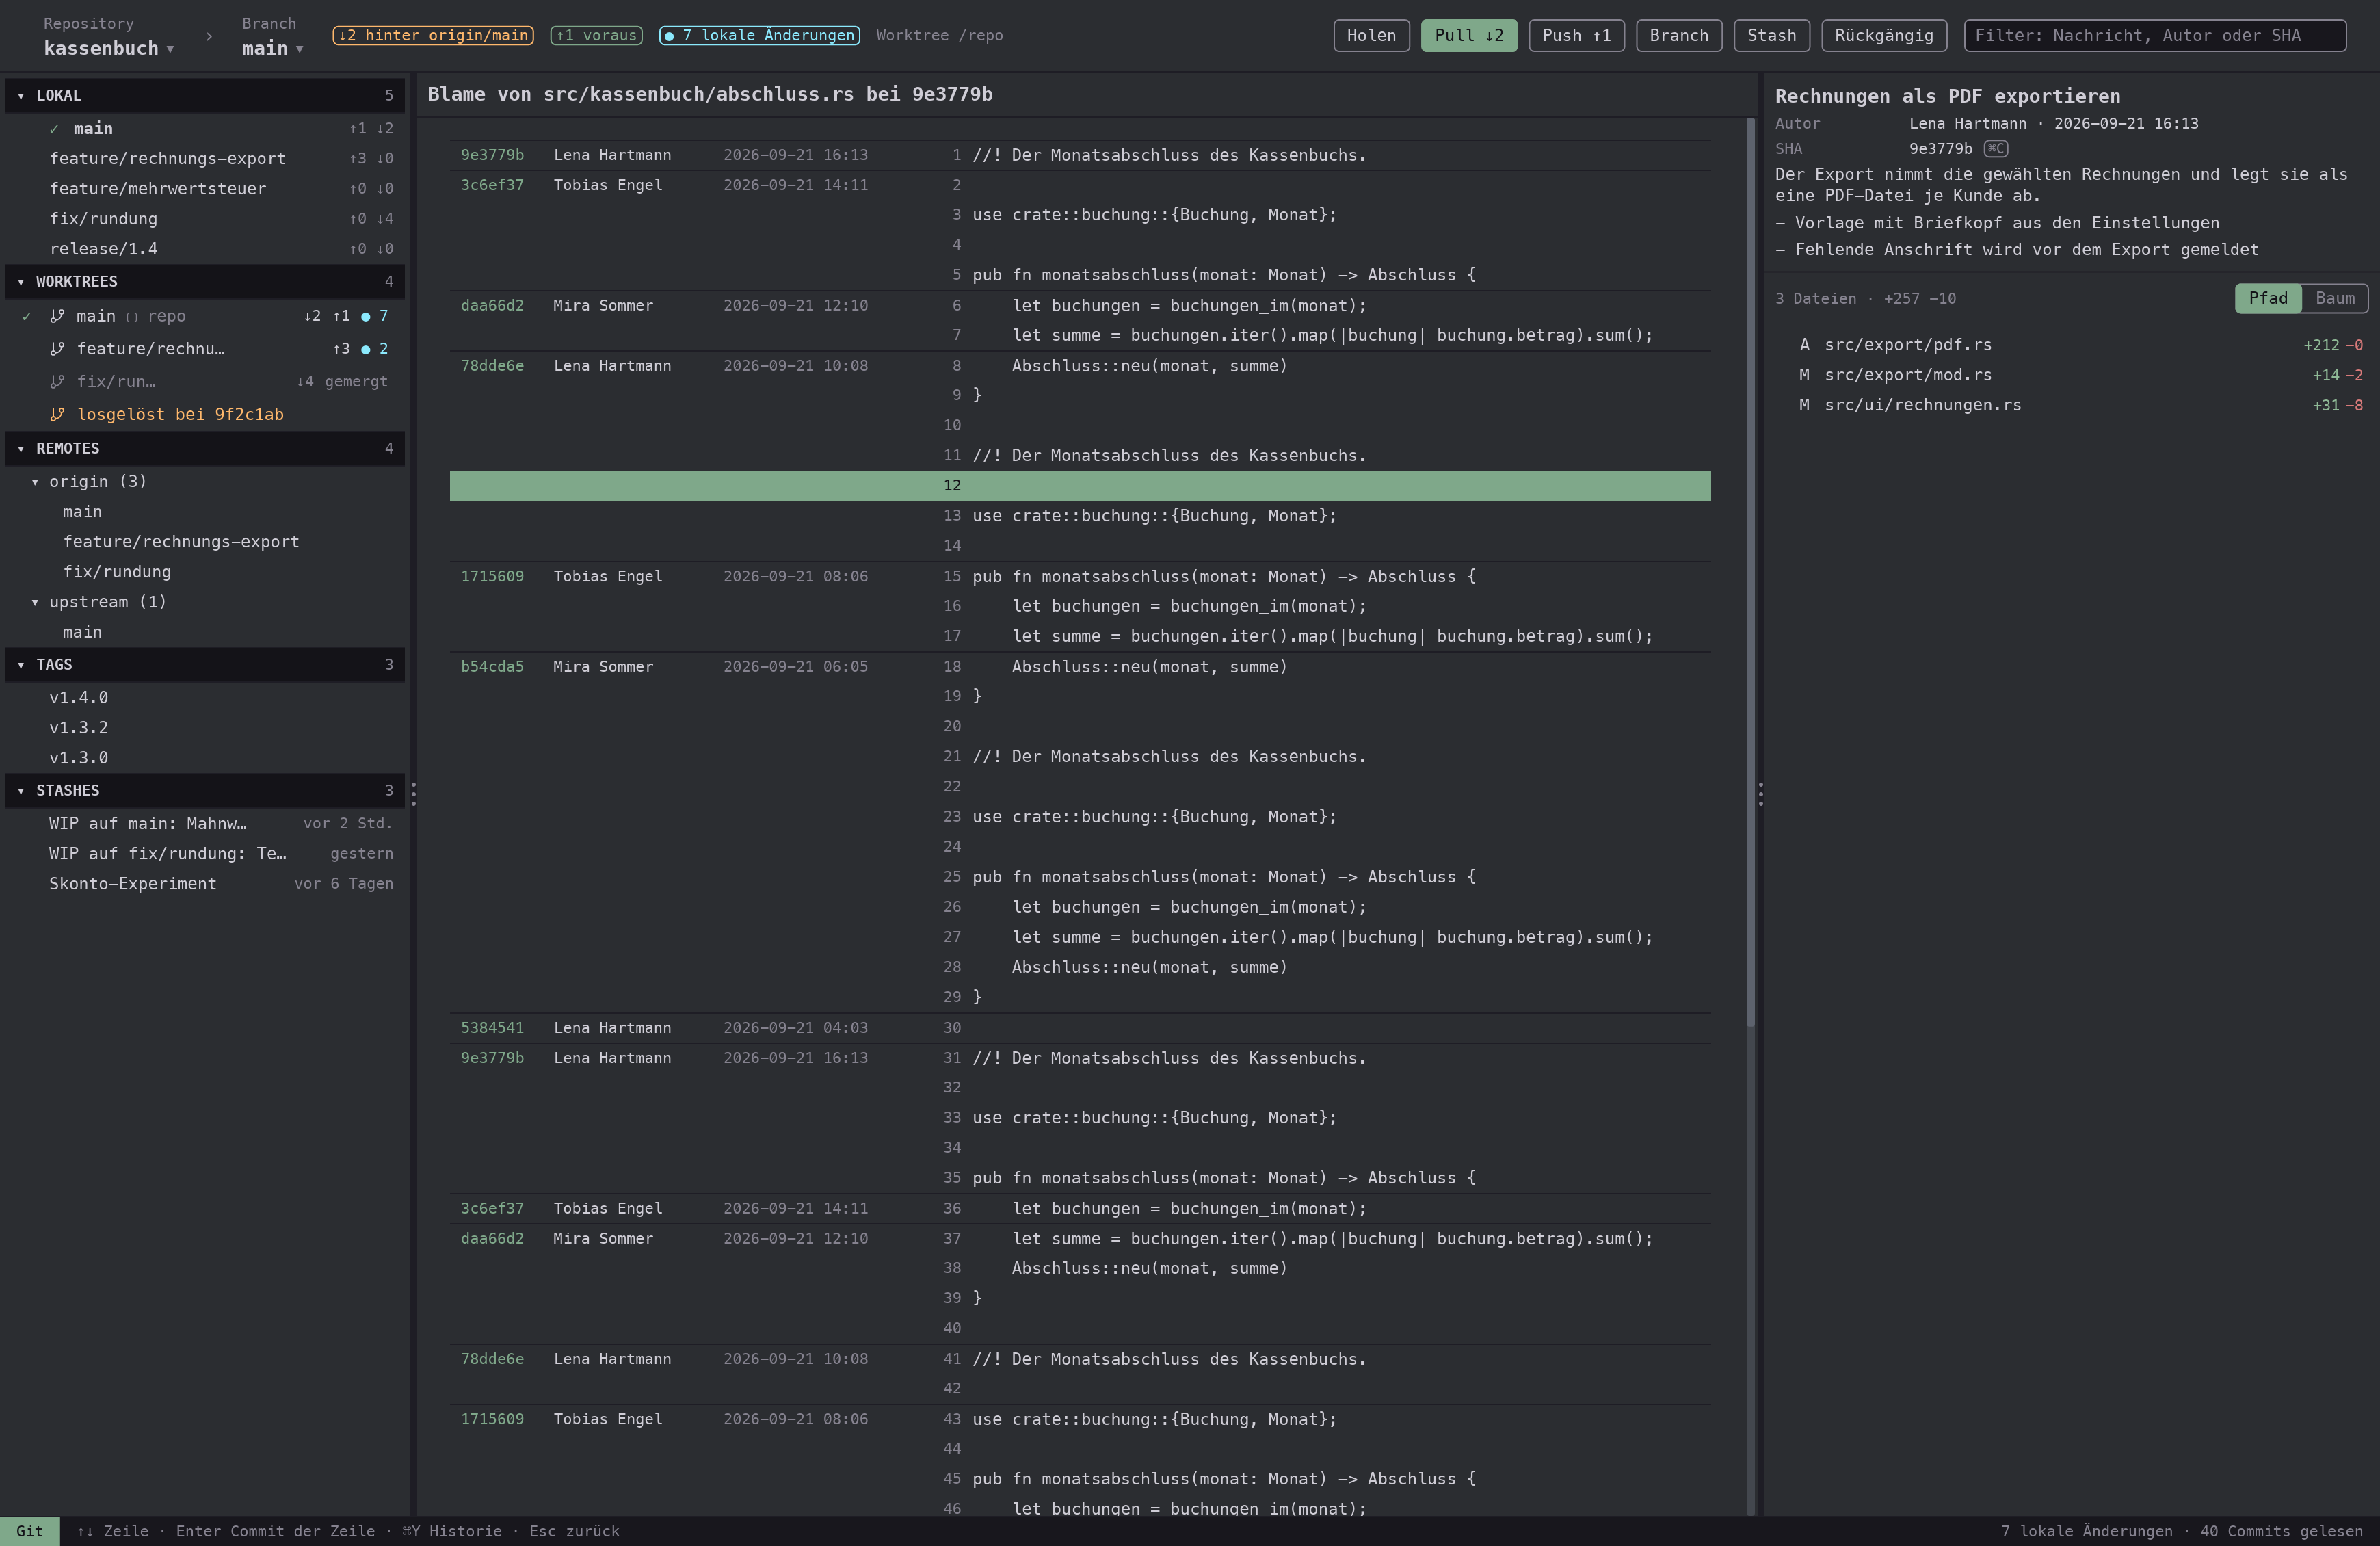 Repository
kassenbuch ▾
›
Branch
main ▾
↓2 hinter origin/main
↑1 voraus
● 7 lokale Änderungen
Worktree /repo
Holen
Pull ↓2
Push ↑1
Branch
Stash
Rückgängig
Filter: Nachricht, Autor oder SHA
▾ LOKAL 5
✓ main ↑1 ↓2
feature/rechnungs-export ↑3 ↓0
feature/mehrwertsteuer ↑0 ↓0
fix/rundung ↑0 ↓4
release/1.4 ↑0 ↓0
▾ WORKTREES 4
✓ main ▢ repo ↓2 ↑1 ● 7
feature/rechnu… ↑3 ● 2
fix/run… ↓4 gemergt
losgelöst bei 9f2c1ab
▾ REMOTES 4
▾ origin (3)
main
feature/rechnungs-export
fix/rundung
▾ upstream (1)
main
▾ TAGS 3
v1.4.0
v1.3.2
v1.3.0
▾ STASHES 3
WIP auf main: Mahnw… vor 2 Std.
WIP auf fix/rundung: Te… gestern
Skonto-Experiment vor 6 Tagen
Blame von src/kassenbuch/abschluss.rs bei 9e3779b
9e3779b Lena Hartmann 2026-09-21 16:13 1 //! Der Monatsabschluss des Kassenbuchs.
3c6ef37 Tobias Engel 2026-09-21 14:11 2
3 use crate::buchung::{Buchung, Monat};
4
5 pub fn monatsabschluss(monat: Monat) -> Abschluss {
daa66d2 Mira Sommer 2026-09-21 12:10 6 let buchungen = buchungen_im(monat);
7 let summe = buchungen.iter().map(|buchung| buchung.betrag).sum();
78dde6e Lena Hartmann 2026-09-21 10:08 8 Abschluss::neu(monat, summe)
9 }
10
11 //! Der Monatsabschluss des Kassenbuchs.
12
13 use crate::buchung::{Buchung, Monat};
14
1715609 Tobias Engel 2026-09-21 08:06 15 pub fn monatsabschluss(monat: Monat) -> Abschluss {
16 let buchungen = buchungen_im(monat);
17 let summe = buchungen.iter().map(|buchung| buchung.betrag).sum();
b54cda5 Mira Sommer 2026-09-21 06:05 18 Abschluss::neu(monat, summe)
19 }
20
21 //! Der Monatsabschluss des Kassenbuchs.
22
23 use crate::buchung::{Buchung, Monat};
24
25 pub fn monatsabschluss(monat: Monat) -> Abschluss {
26 let buchungen = buchungen_im(monat);
27 let summe = buchungen.iter().map(|buchung| buchung.betrag).sum();
28 Abschluss::neu(monat, summe)
29 }
5384541 Lena Hartmann 2026-09-21 04:03 30
9e3779b Lena Hartmann 2026-09-21 16:13 31 //! Der Monatsabschluss des Kassenbuchs.
32
33 use crate::buchung::{Buchung, Monat};
34
35 pub fn monatsabschluss(monat: Monat) -> Abschluss {
3c6ef37 Tobias Engel 2026-09-21 14:11 36 let buchungen = buchungen_im(monat);
daa66d2 Mira Sommer 2026-09-21 12:10 37 let summe = buchungen.iter().map(|buchung| buchung.betrag).sum();
38 Abschluss::neu(monat, summe)
39 }
40
78dde6e Lena Hartmann 2026-09-21 10:08 41 //! Der Monatsabschluss des Kassenbuchs.
42
1715609 Tobias Engel 2026-09-21 08:06 43 use crate::buchung::{Buchung, Monat};
44
45 pub fn monatsabschluss(monat: Monat) -> Abschluss {
46 let buchungen = buchungen_im(monat);
Rechnungen als PDF exportieren
Autor Lena Hartmann · 2026-09-21 16:13
SHA 9e3779b ⌘C
Der Export nimmt die gewählten Rechnungen und legt sie als
eine PDF-Datei je Kunde ab.
- Vorlage mit Briefkopf aus den Einstellungen
- Fehlende Anschrift wird vor dem Export gemeldet
3 Dateien · +257 -10
Pfad Baum
A src/export/pdf.rs +212 -0
M src/export/mod.rs +14 -2
M src/ui/rechnungen.rs +31 -8
Git ↑↓ Zeile · Enter Commit der Zeile · ⌘Y Historie · Esc zurück
7 lokale Änderungen · 40 Commits gelesen